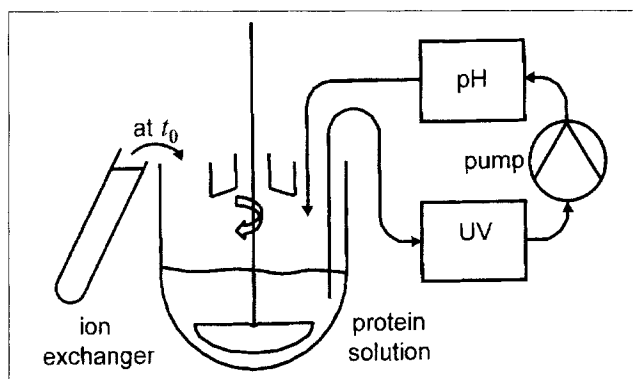 at t₀
pH
pump
UV
ion
exchanger
protein
solution